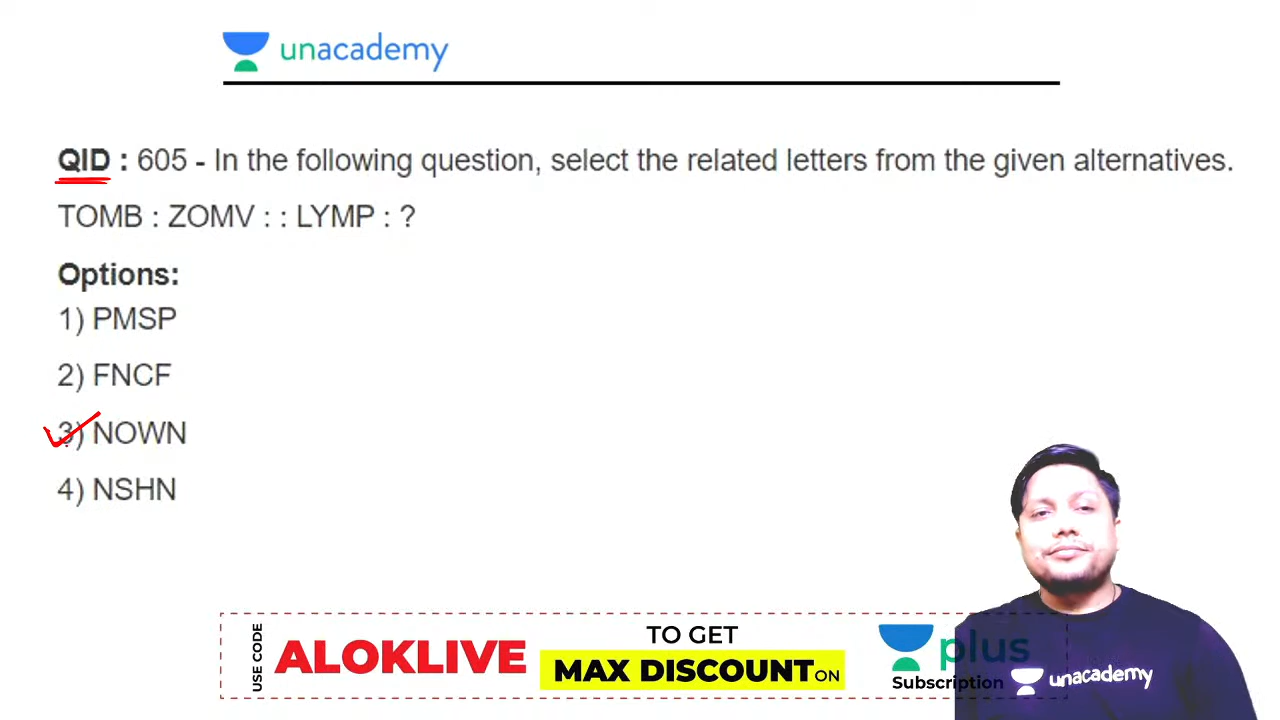 unacademy
QID : 605 - In the following question, select the related letters from the given alternatives.
TOMB : ZOMV : : LYMP : ?
Options:
1) PMSP
2) FNCF
3) NOWN
4) NSHN
USE CODE
ALOKLIVE
TO GET
MAX DISCOUNT ON
plus
Subscription
unacademy